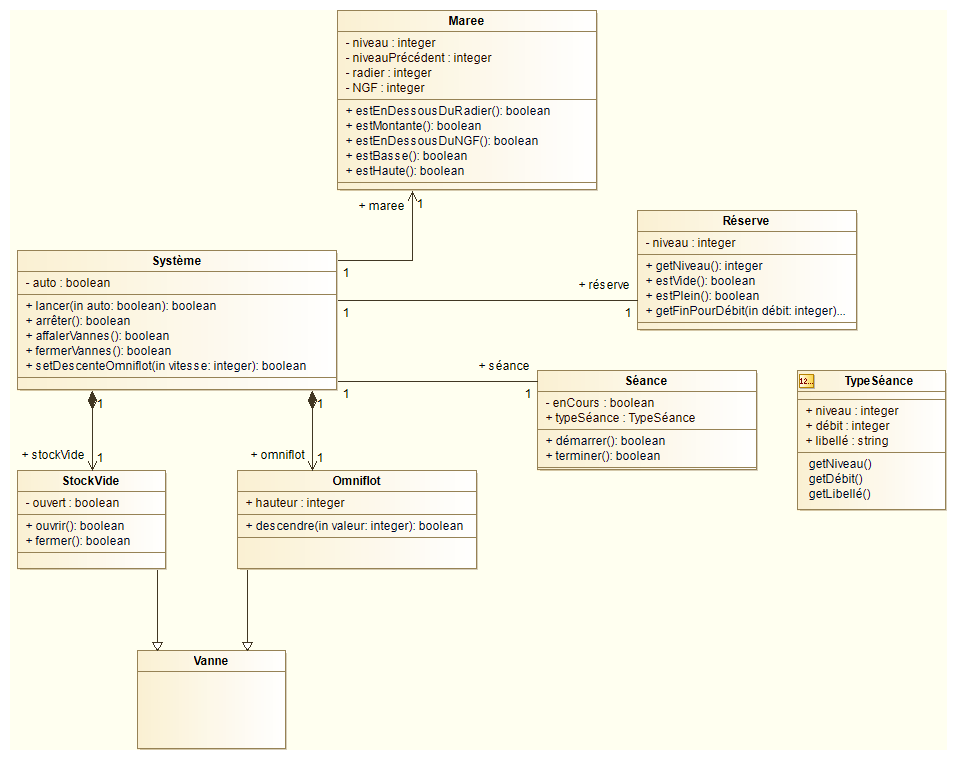 Maree
- niveau : integer
- niveauPrécédent : integer
- radier : integer
- NGF : integer
+ estEnDessousDuRadier(): boolean
+ estMontante(): boolean
+ estEnDessousDuNGF(): boolean
+ estBasse(): boolean
+ estHaute(): boolean
+ maree
1
1
Système
- auto : boolean
+ lancer(in auto: boolean): boolean
+ arrêter(): boolean
+ affalerVannes(): boolean
+ fermerVannes(): boolean
+ setDescenteOmniflot(in vitesse: integer): boolean
Réserve
- niveau : integer
+ getNiveau(): integer
+ estVide(): boolean
+ estPlein(): boolean
+ getFinPourDébit(in débit: integer)...
+ réserve
1
1
+ séance
1
1
Séance
- enCours : boolean
+ typeSéance : TypeSéance
+ démarrer(): boolean
+ terminer(): boolean
12...
TypeSéance
+ niveau : integer
+ débit : integer
+ libellé : string
getNiveau()
getDébit()
getLibellé()
1
1
+ stockVide
1
+ omniflot
1
StockVide
- ouvert : boolean
+ ouvrir(): boolean
+ fermer(): boolean
Omniflot
+ hauteur : integer
+ descendre(in valeur: integer): boolean
Vanne